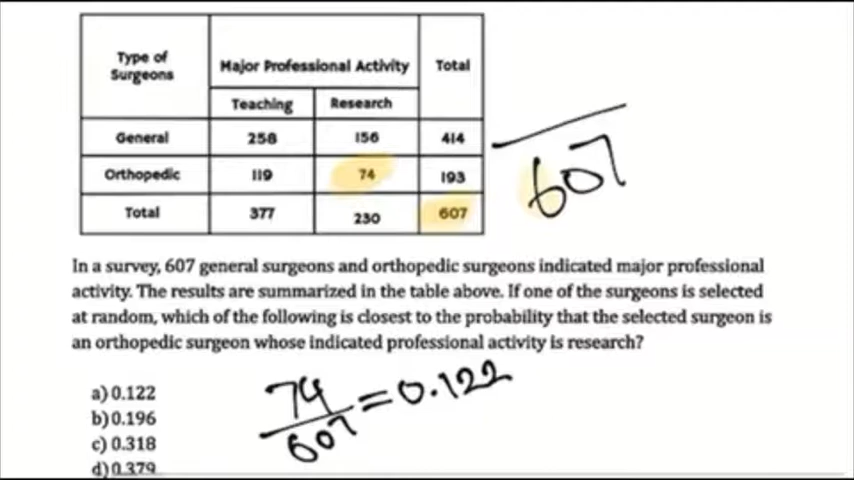 Type of Surgeons
Major Professional Activity
Total
Teaching
Research
General
258
156
414
Orthopedic
119
74
193
Total
377
230
607
607
In a survey, 607 general surgeons and orthopedic surgeons indicated major professional
activity. The results are summarized in the table above. If one of the surgeons is selected
at random, which of the following is closest to the probability that the selected surgeon is
an orthopedic surgeon whose indicated professional activity is research?
74/607 = 0.122
a) 0.122
b) 0.196
c) 0.318
d) 0.379